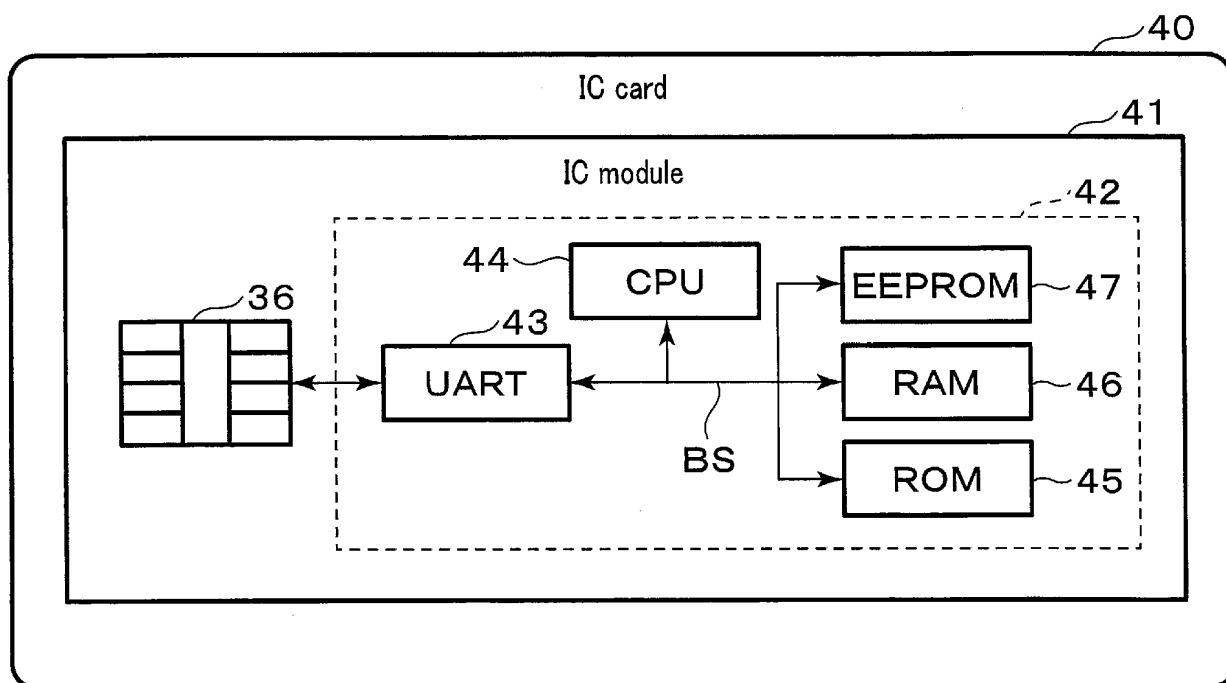 40
IC card
41
IC module
42
44
CPU
EEPROM
47
36
43
UART
RAM
46
BS
ROM
45